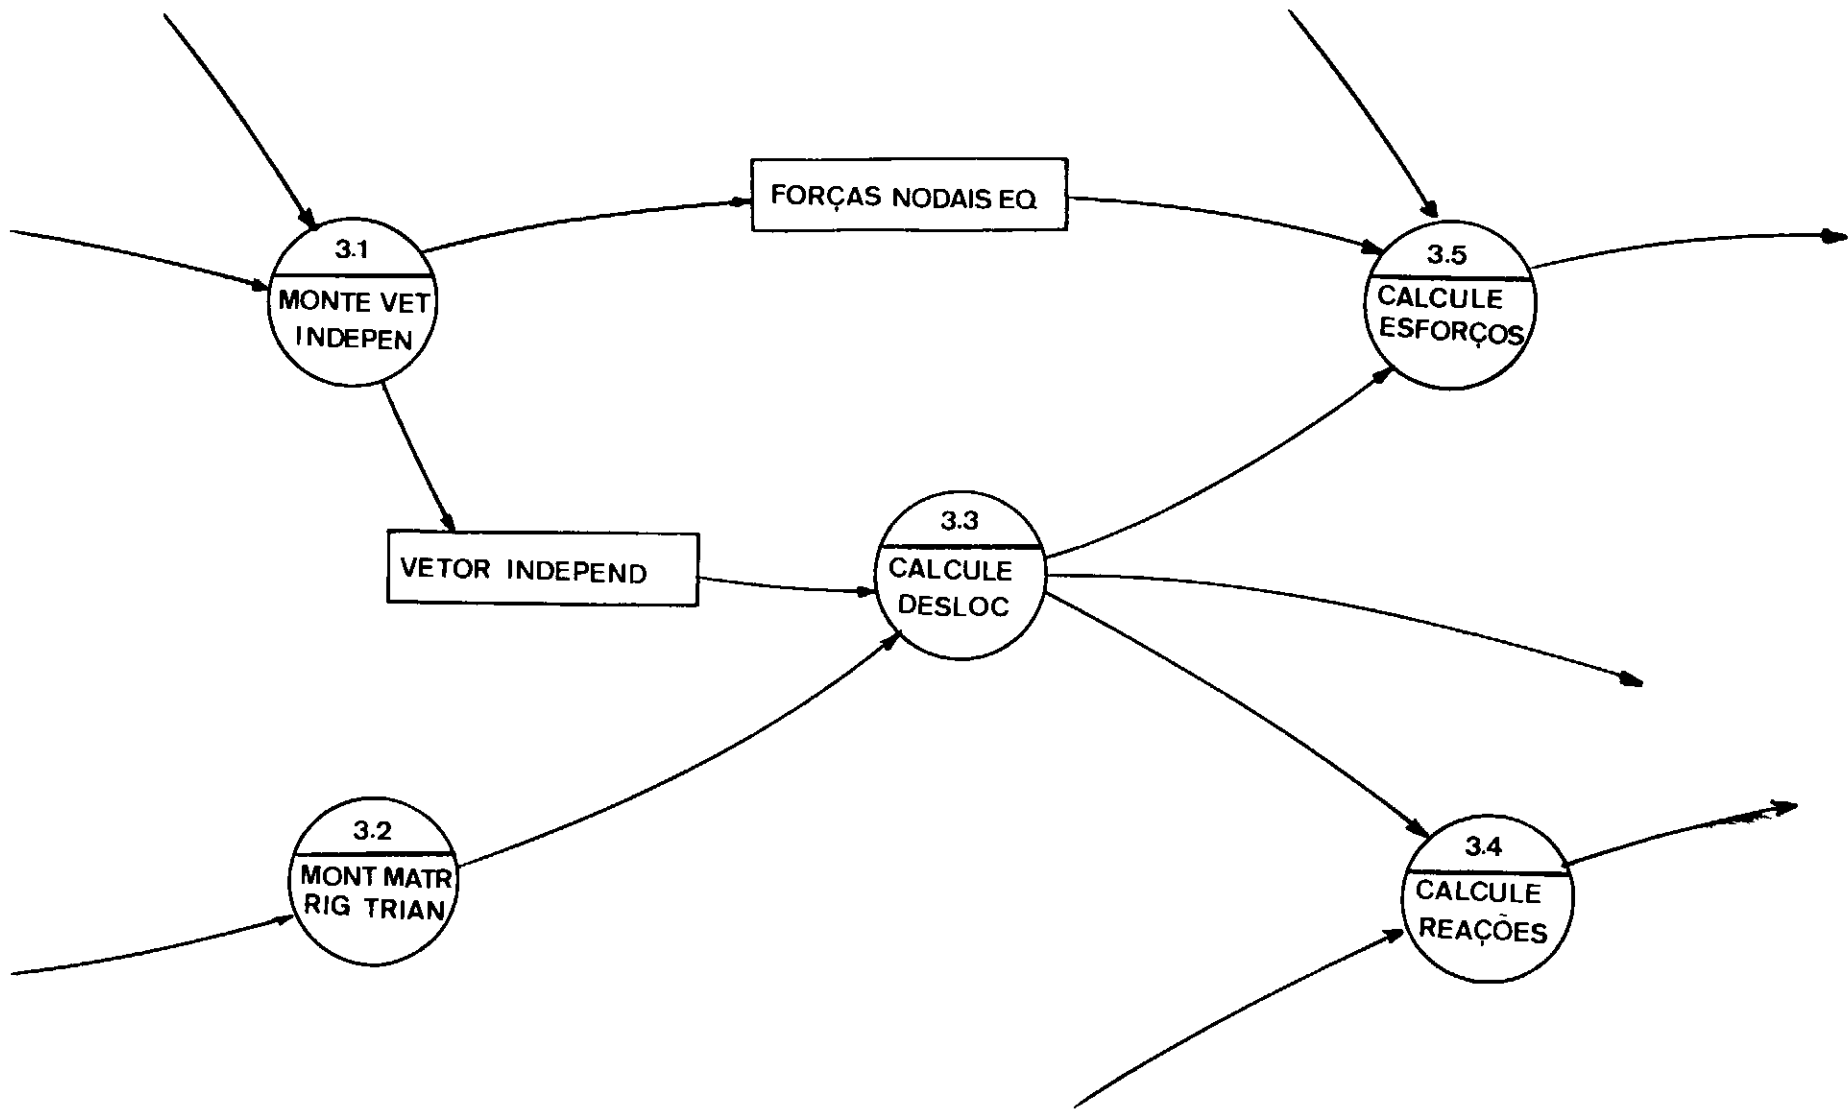 FORÇAS NODAIS EQ
3.1
MONTE VET
INDEPEN
3.5
CALCULE
ESFORÇOS
VETOR INDEPEND
3.3
CALCULE
DESLOC
3.2
MONT MATR
RIG TRIAN
3.4
CALCULE
REAÇÕES